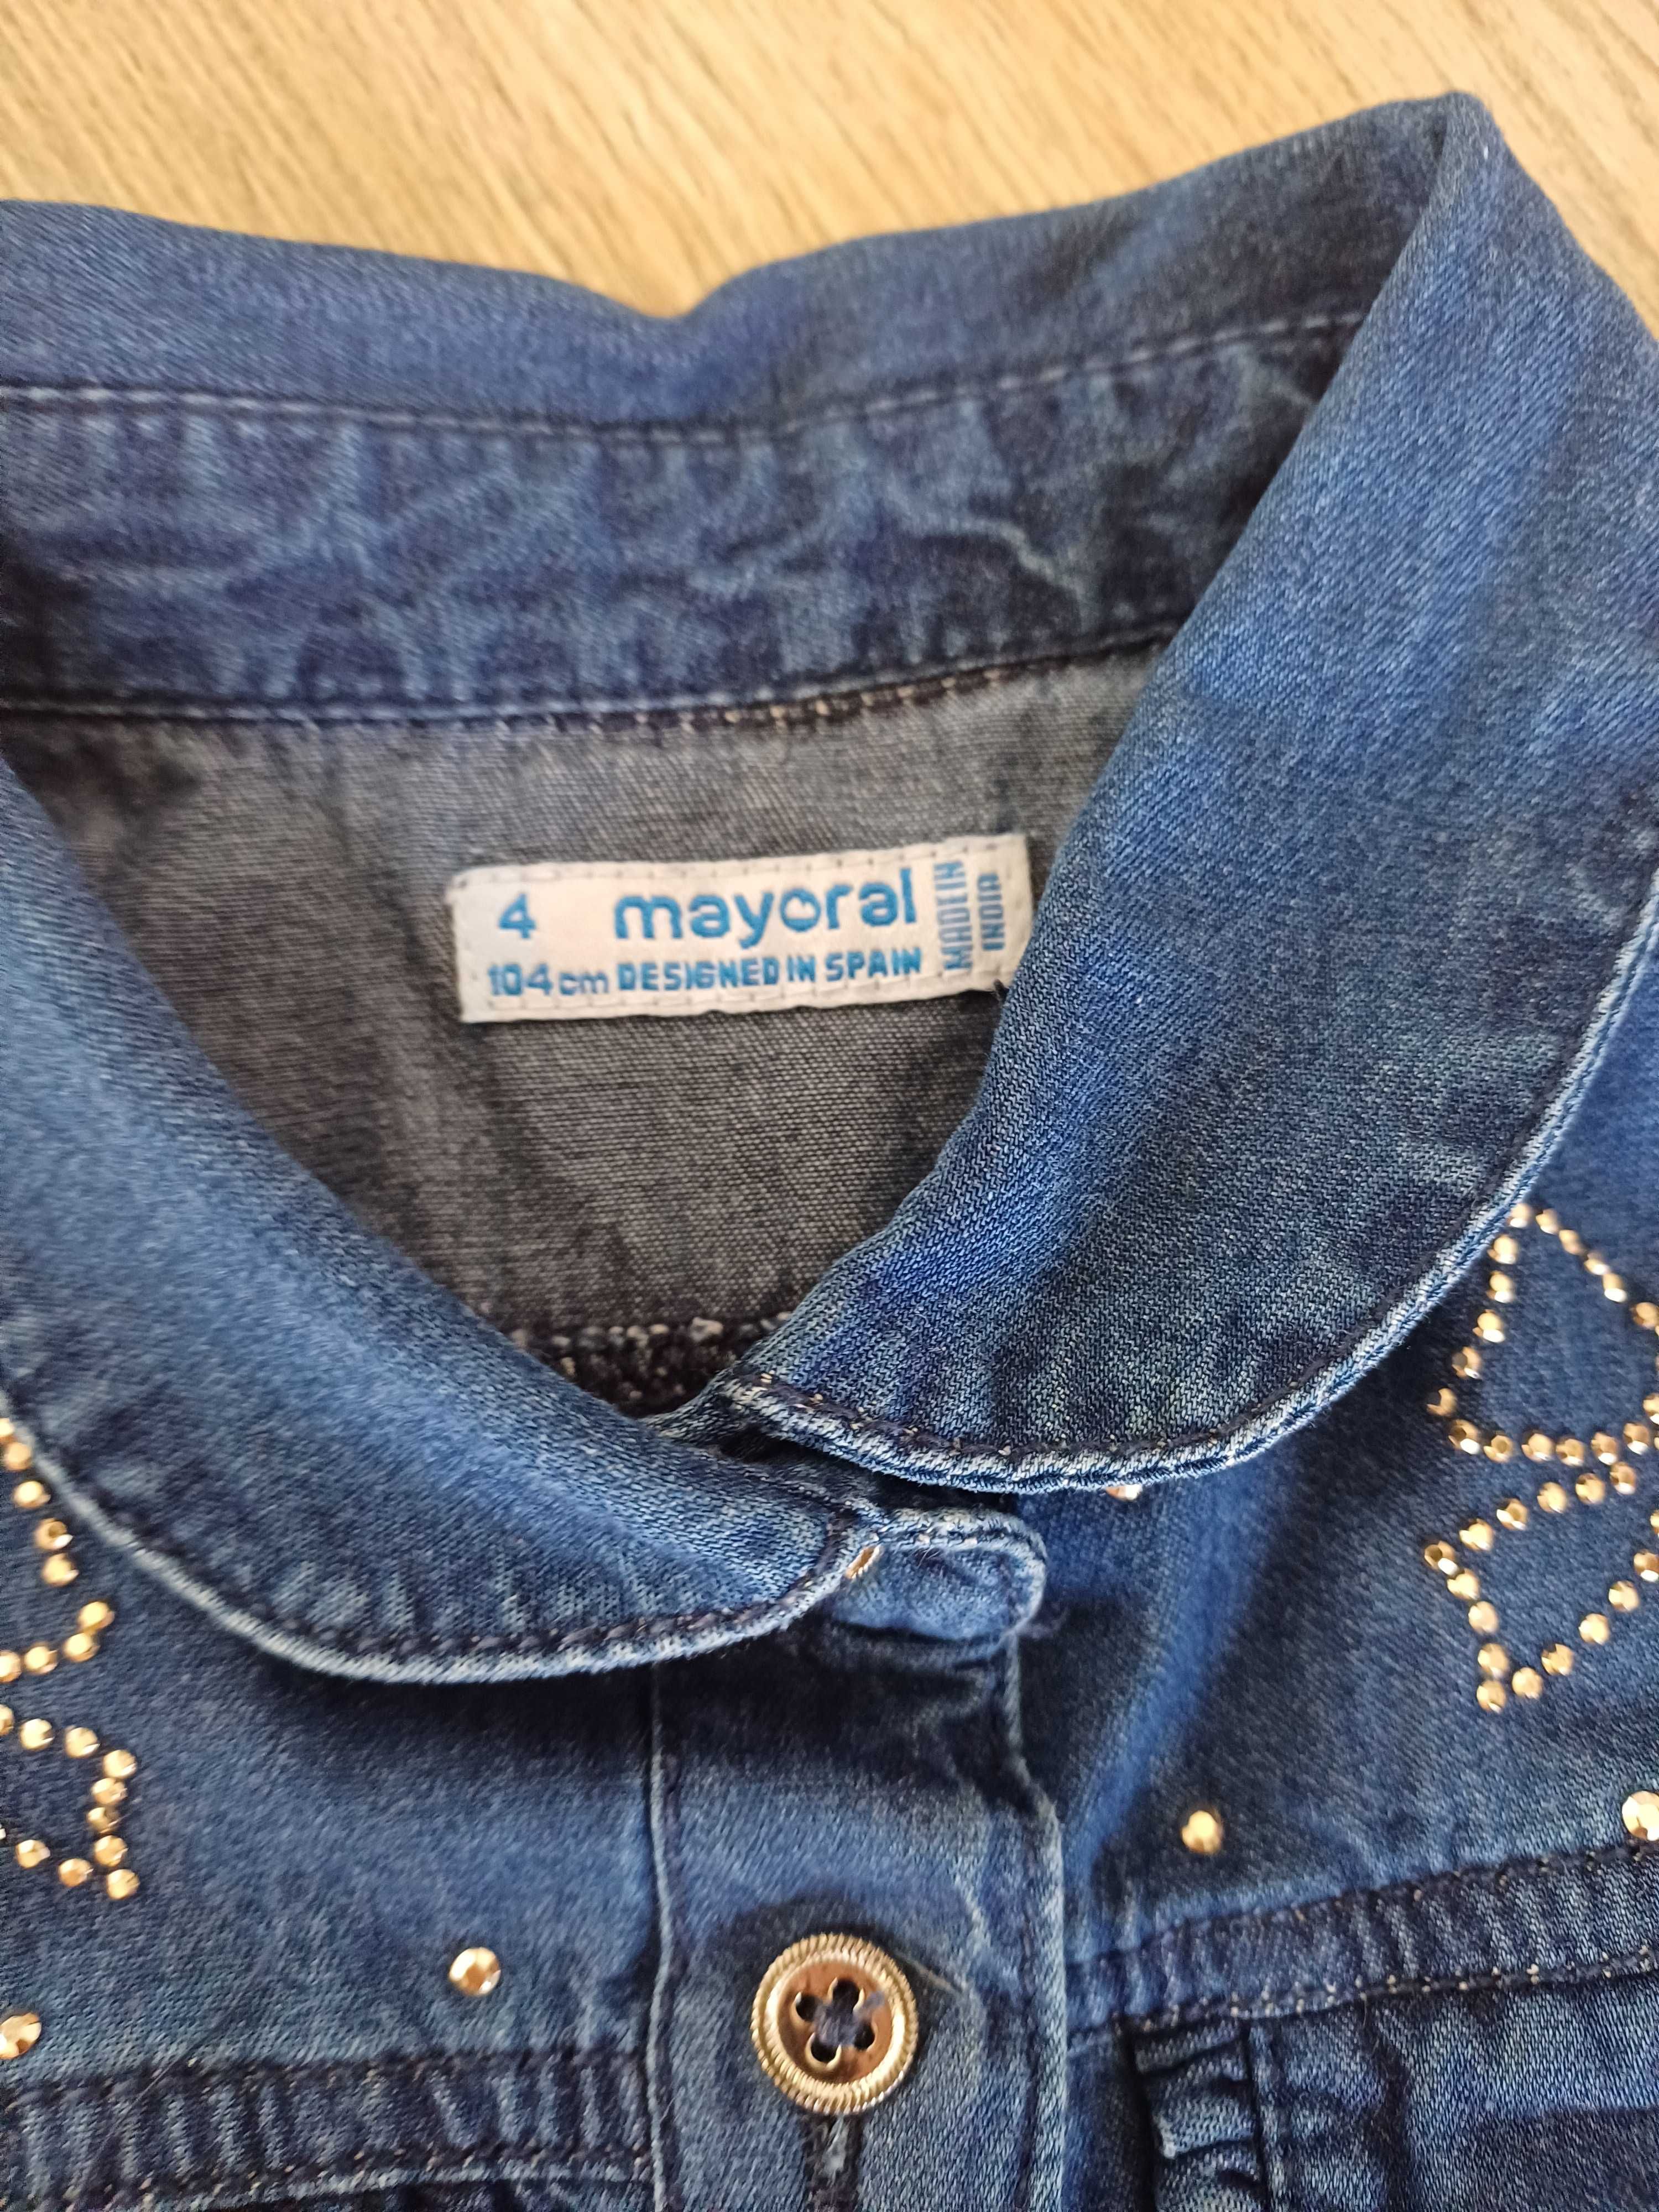 4 mayoral
104cm DESIGNED IN SPAIN
MADE IN
INDIA